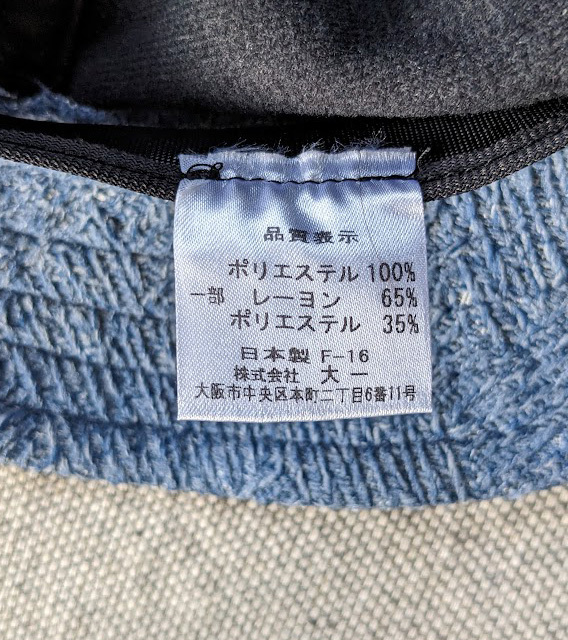 品質表示
ポリエステル 100%
一部 レーヨン 65%
ポリエステル 35%
日本製 F-16
株式会社 大一
大阪市中央区本町二丁目6番11号